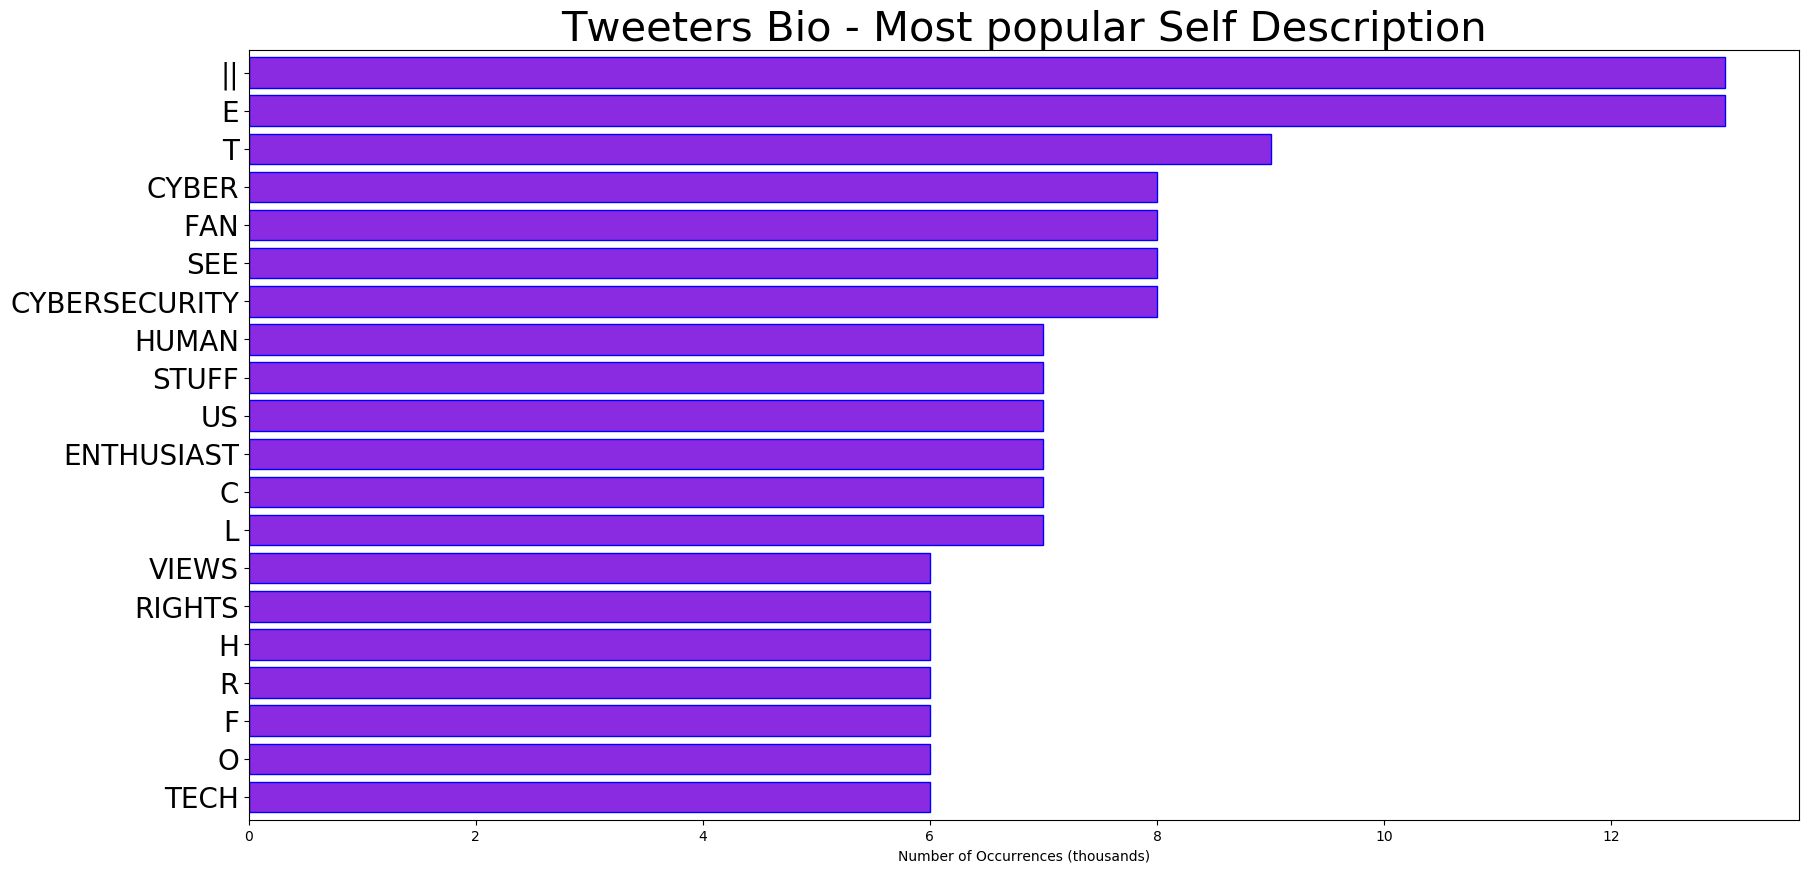 Tweeters Bio - Most popular Self Description
||
E
T
CYBER
FAN
SEE
CYBERSECURITY
HUMAN
STUFF
US
ENTHUSIAST
C
L
VIEWS
RIGHTS
H
R
F
O
TECH
0 2 4 6 8 10 12
Number of Occurrences (thousands)